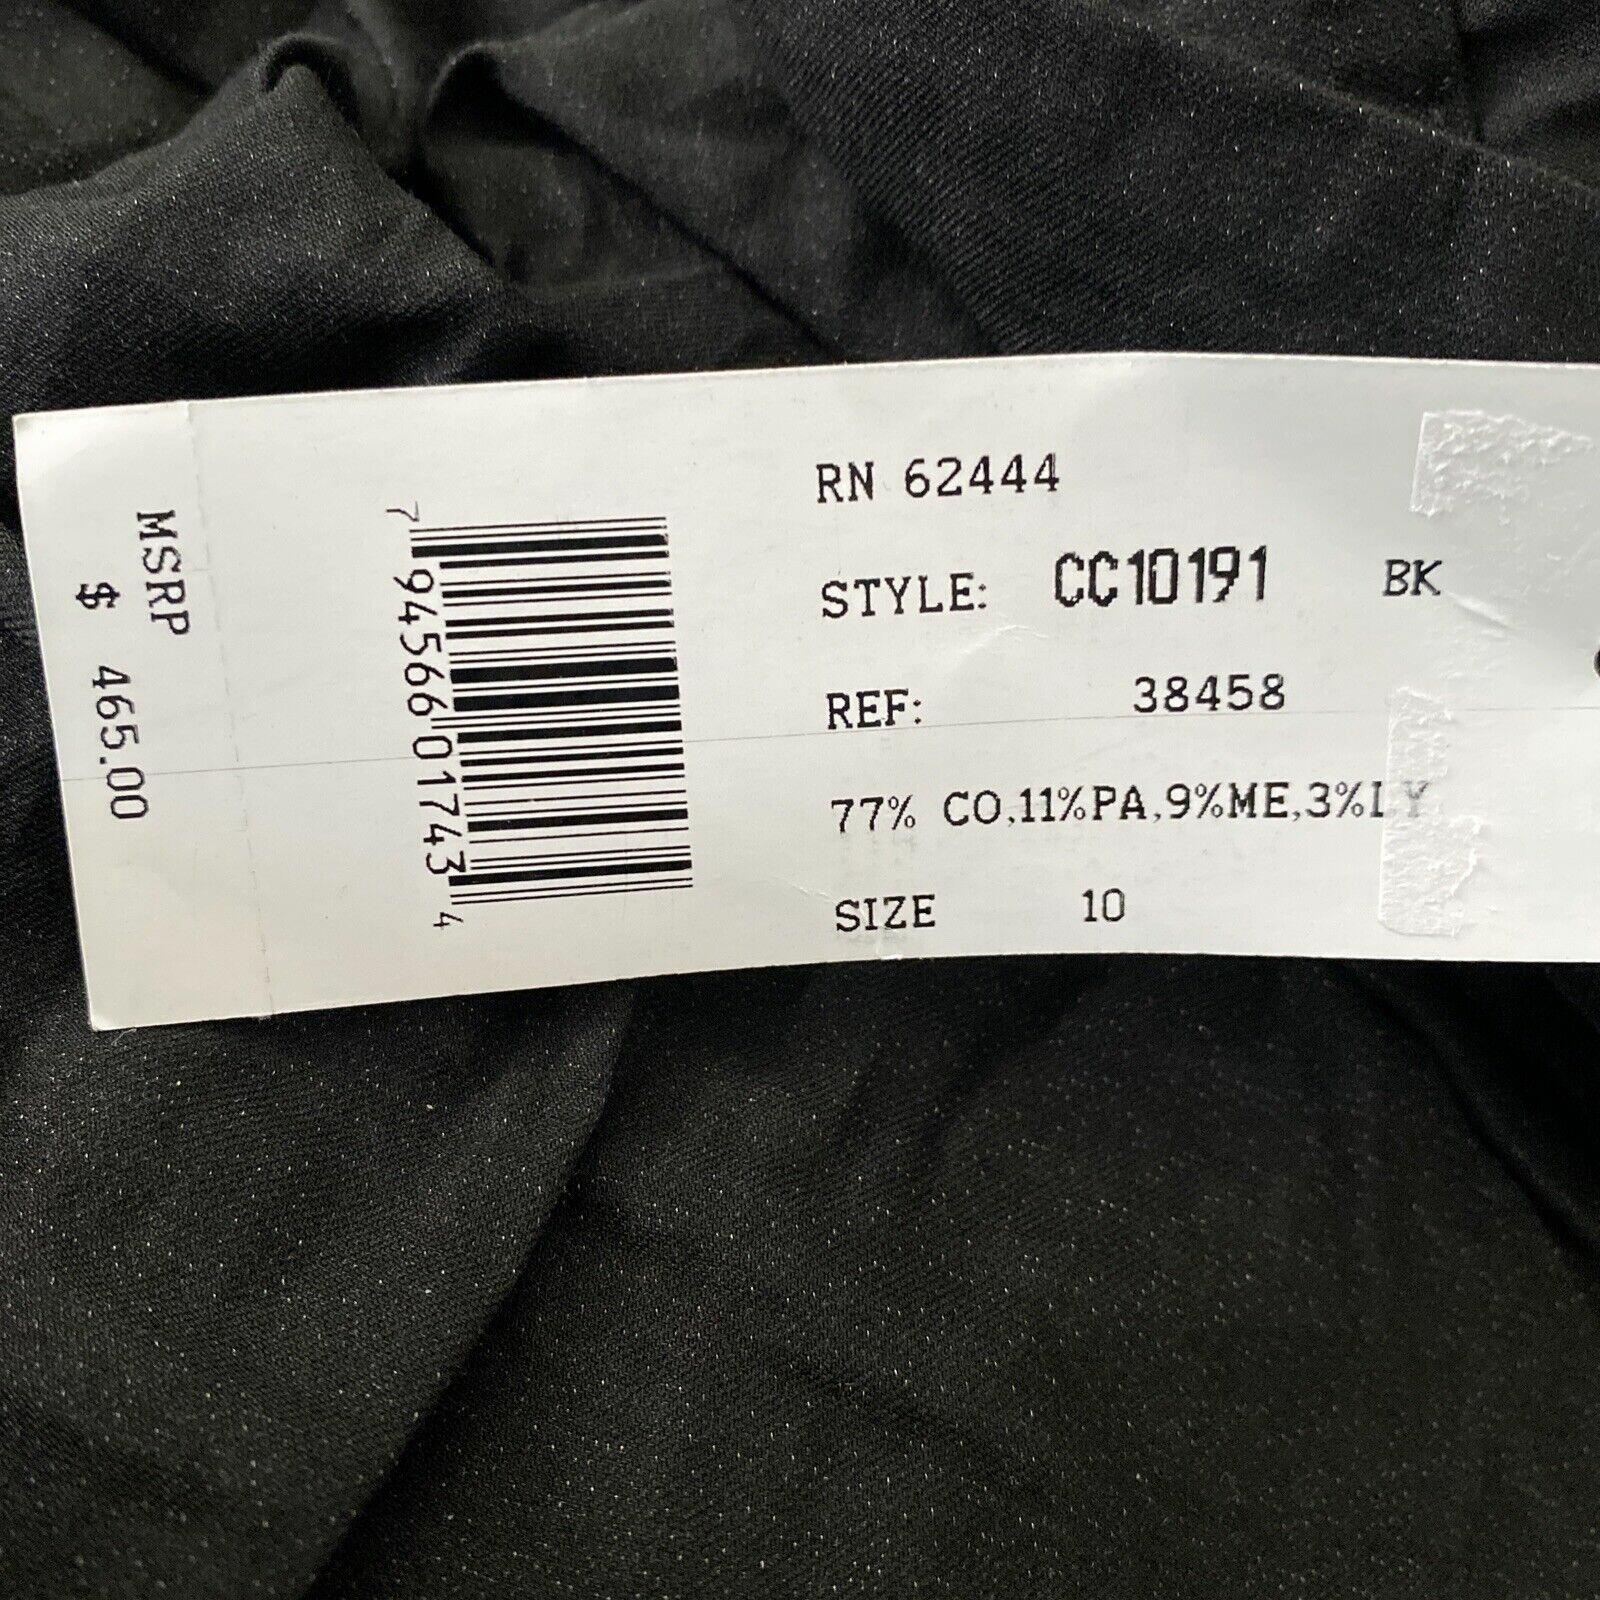 MSRP
$ 465.00
7 94566 01743 4
RN 62444
STYLE: CC10191 BK
REF: 38458
77% CO,11%PA,9%ME,3%LY
SIZE 10